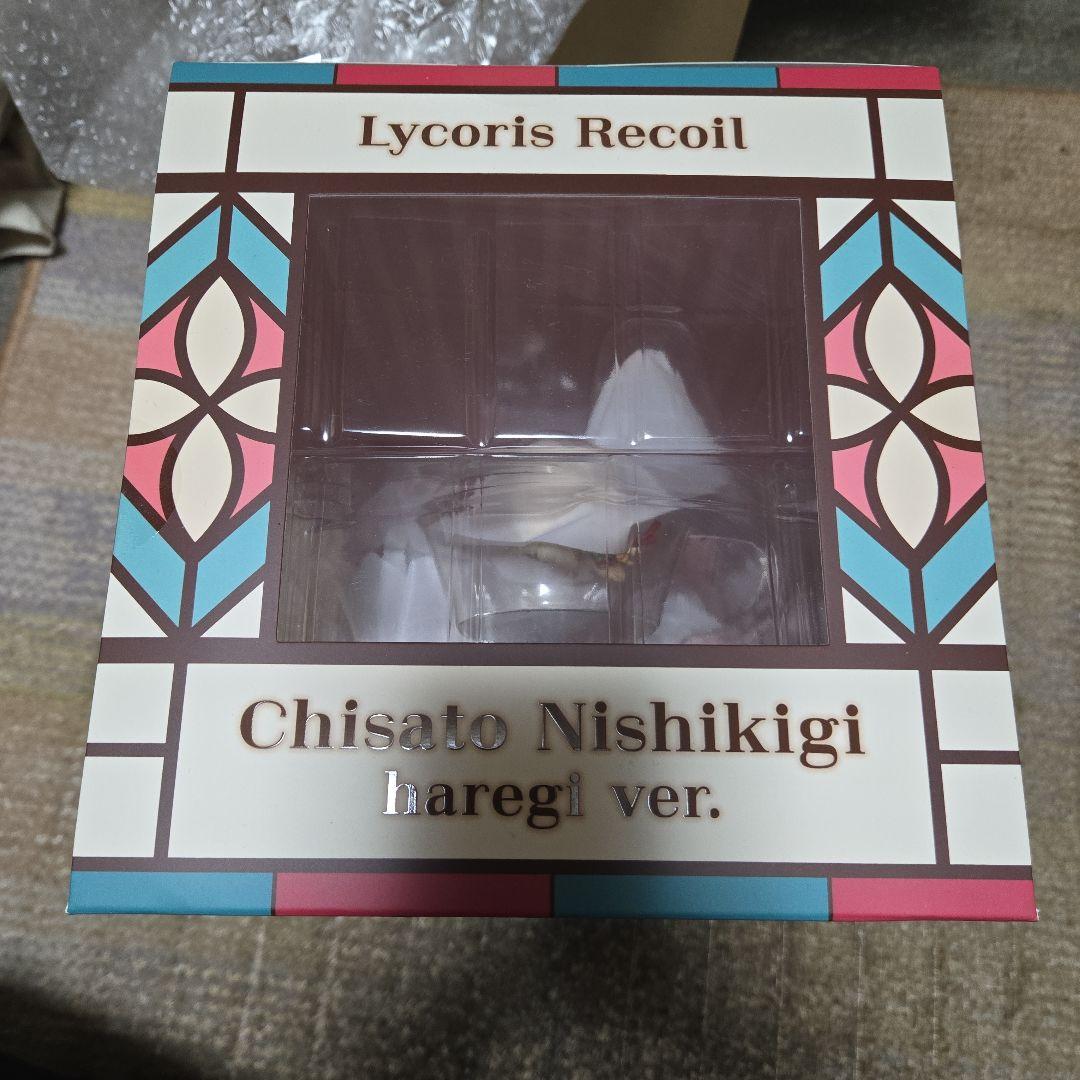 Lycoris Recoil
Chisato Nishikigi
haregi ver.